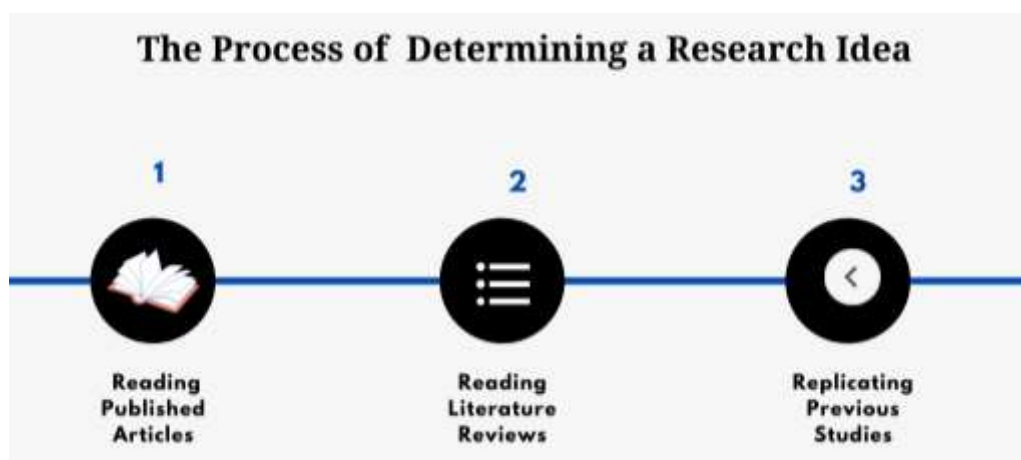 The Process of Determining a Research Idea
1
2
3
Reading
Published
Articles
Reading
Literature
Reviews
Replicating
Previous
Studies